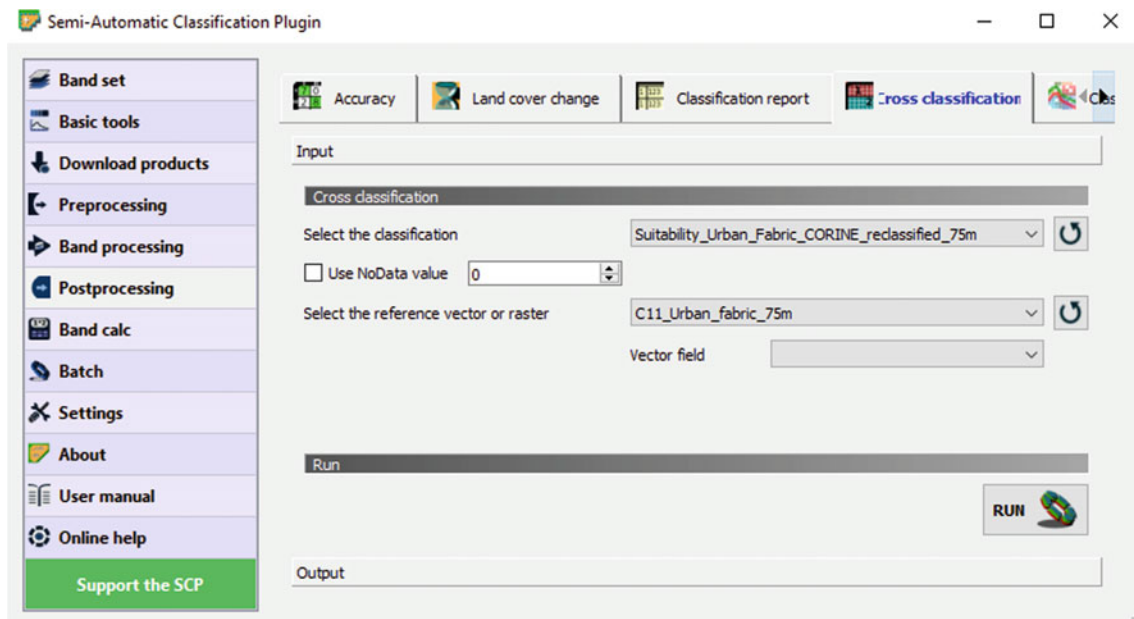 Semi-Automatic Classification Plugin
Band set
Basic tools
Download products
Preprocessing
Band processing
Postprocessing
Band calc
Batch
Settings
About
User manual
Online help
Support the SCP
Accuracy
Land cover change
Classification report
Cross classification
Input
Cross classification
Select the classification
Suitability_Urban_Fabric_CORINE_reclassified_75m
Use NoData value
0
Select the reference vector or raster
C11_Urban_fabric_75m
Vector field
Run
RUN
Output